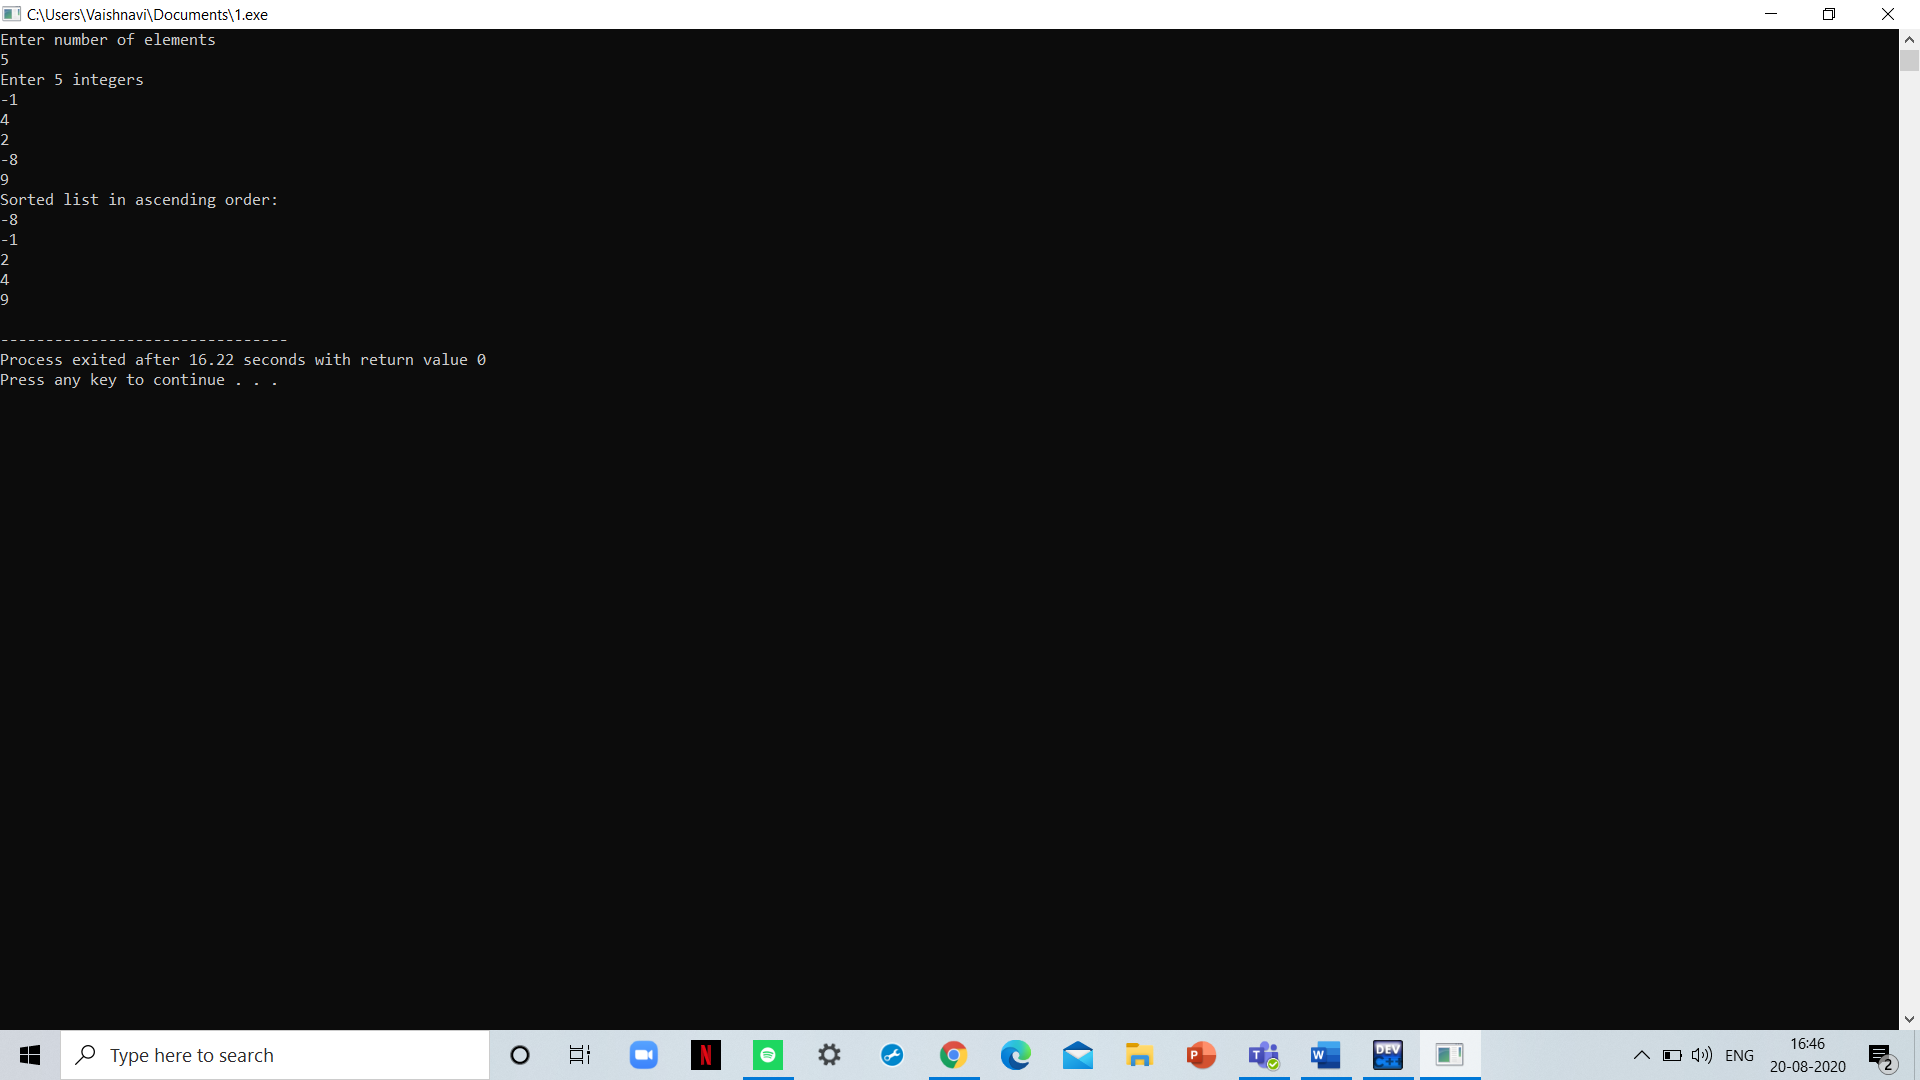 C:\Users\Vaishnavi\Documents\1.exe
Enter number of elements
5
Enter 5 integers
-1
4
2
-8
9
Sorted list in ascending order:
-8
-1
2
4
9
--------------------------------
Process exited after 16.22 seconds with return value 0
Press any key to continue . . .
Type here to search
N
P
T
W
DEV
C++
ENG
16:46
20-08-2020
2